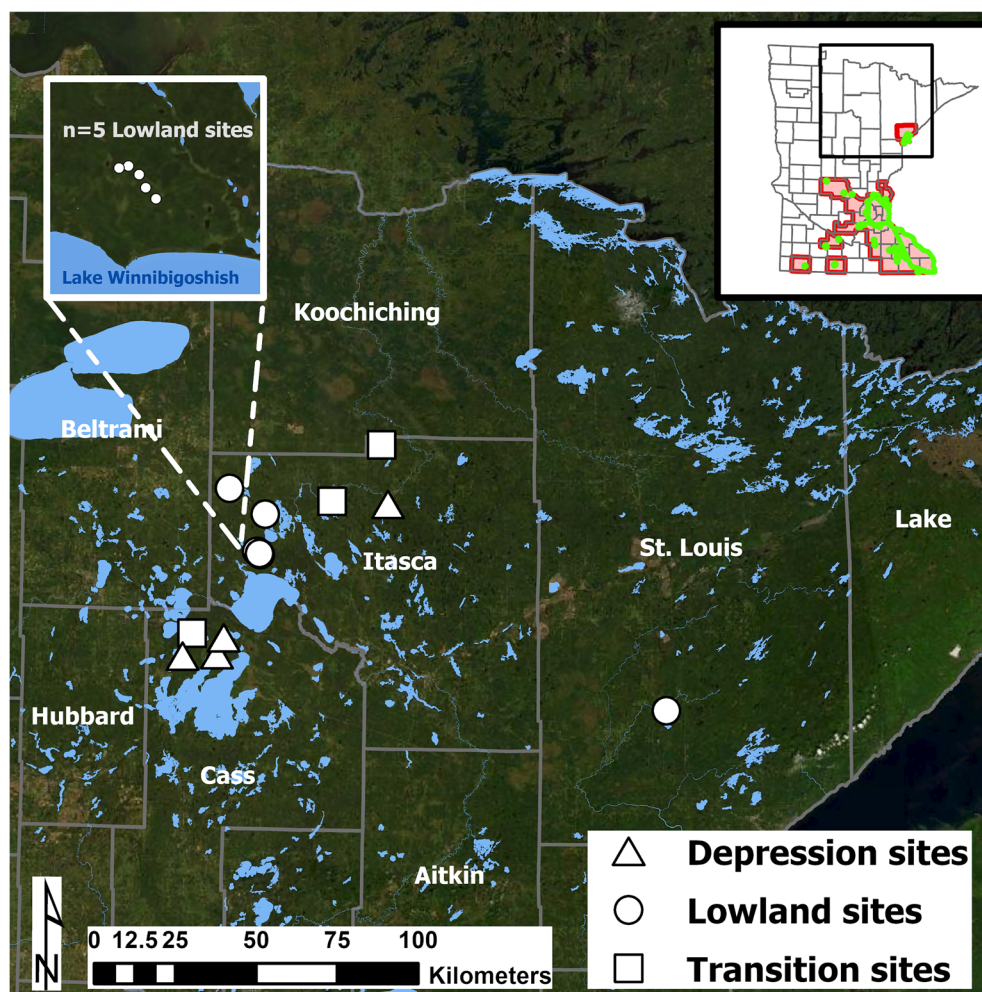 n=5 Lowland sites
Lake Winnibigoshish
Koochiching
Beltrami
Itasca
St. Louis
Lake
Hubbard
Cass
Aitkin
Depression sites
Lowland sites
Transition sites
N
0 12.5 25 50 75 100
Kilometers